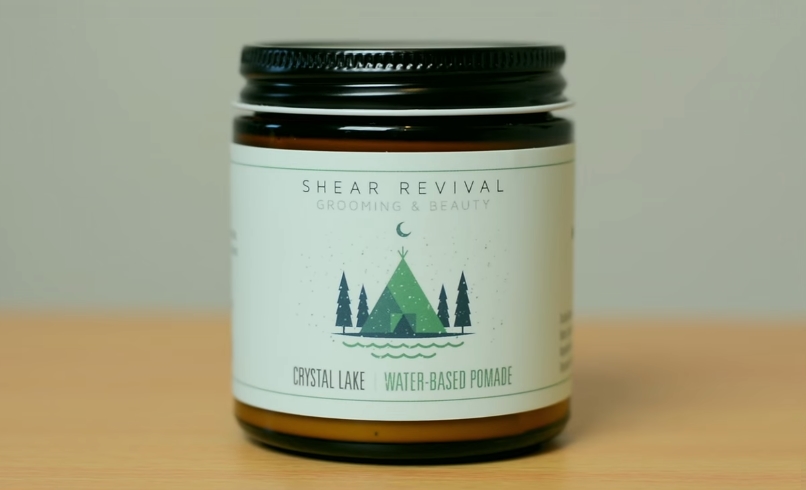 SHEAR REVIVAL
GROOMING & BEAUTY
CRYSTAL LAKE | WATER-BASED POMADE